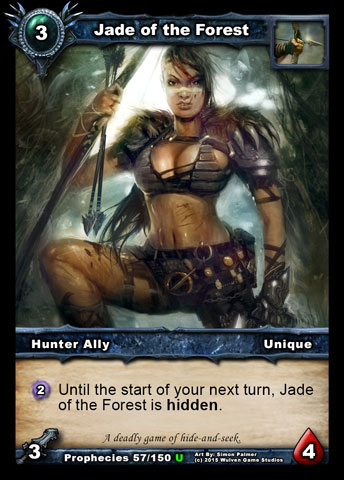 3
Jade of the Forest
Hunter Ally Unique
2 Until the start of your next turn, Jade
of the Forest is hidden.
A deadly game of hide-and-seek.
3 Prophecies 57/150 U Art By: Simon Palmer 4
(c) 2015 Wulven Game Studios